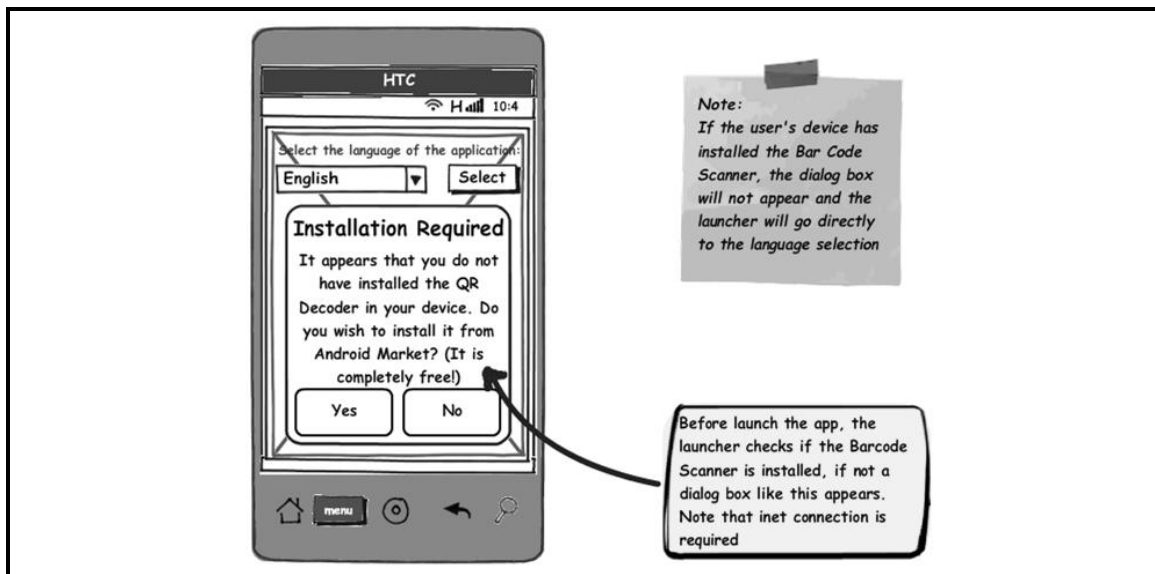 HTC
H 10:4
Select the language of the application:
English
Select
Installation Required
It appears that you do not
have installed the QR
Decoder in your device. Do
you wish to install it from
Android Market? (It is
completely free!)
Yes
No
menu
Note:
If the user's device has
installed the Bar Code
Scanner, the dialog box
will not appear and the
launcher will go directly
to the language selection
Before launch the app, the
launcher checks if the Barcode
Scanner is installed, if not a
dialog box like this appears.
Note that inet connection is
required